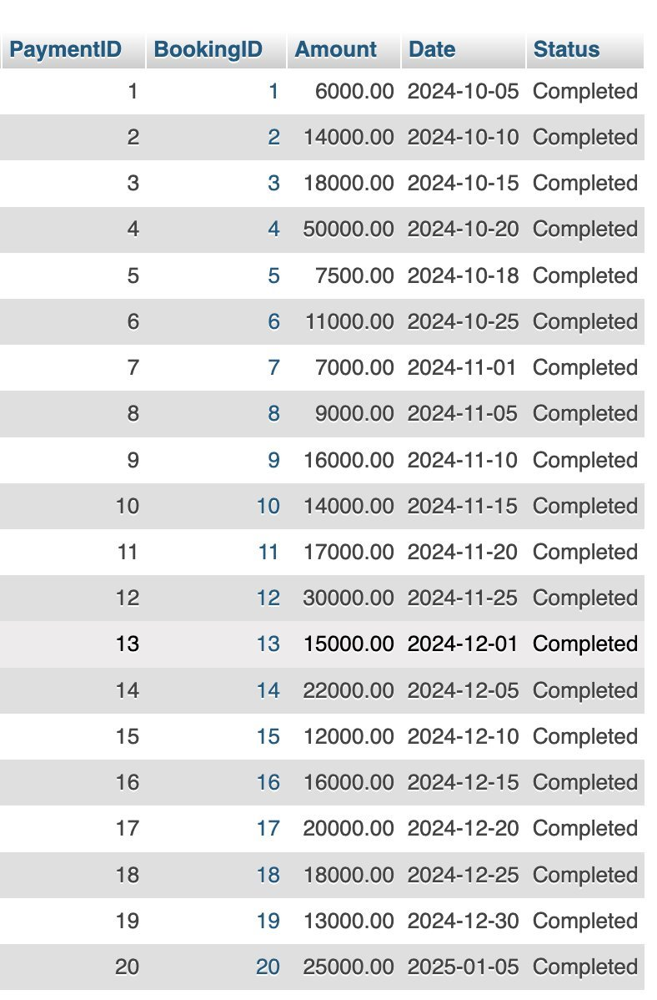 PaymentID BookingID Amount Date Status
1 1 6000.00 2024-10-05 Completed
2 2 14000.00 2024-10-10 Completed
3 3 18000.00 2024-10-15 Completed
4 4 50000.00 2024-10-20 Completed
5 5 7500.00 2024-10-18 Completed
6 6 11000.00 2024-10-25 Completed
7 7 7000.00 2024-11-01 Completed
8 8 9000.00 2024-11-05 Completed
9 9 16000.00 2024-11-10 Completed
10 10 14000.00 2024-11-15 Completed
11 11 17000.00 2024-11-20 Completed
12 12 30000.00 2024-11-25 Completed
13 13 15000.00 2024-12-01 Completed
14 14 22000.00 2024-12-05 Completed
15 15 12000.00 2024-12-10 Completed
16 16 16000.00 2024-12-15 Completed
17 17 20000.00 2024-12-20 Completed
18 18 18000.00 2024-12-25 Completed
19 19 13000.00 2024-12-30 Completed
20 20 25000.00 2025-01-05 Completed